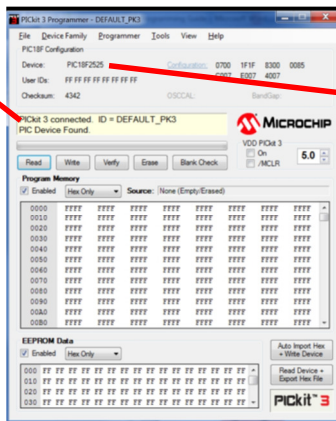 PICkit 3 Programmer - DEFAULT_PK3
File Device Family Programmer Tools View Help
PIC18F Configuration
Device: PIC18F2525 Configuration: 0700 1F1F 8300 0085
User IDs: FF FF FF FF FF FF FF FF C007 E007 4007
Checksum: 4342 OSCCAL: BandGap:
PICkit 3 connected. ID = DEFAULT_PK3
PIC Device Found.
MICROCHIP
VDD PICkit 3
On
/MCLR
5.0
Read Write Verify Erase Blank Check
Program Memory
Enabled Hex Only Source: None (Empty/Erased)
0000 FFFF FFFF FFFF FFFF FFFF FFFF FFFF FFFF
0010 FFFF FFFF FFFF FFFF FFFF FFFF FFFF FFFF
0020 FFFF FFFF FFFF FFFF FFFF FFFF FFFF FFFF
0030 FFFF FFFF FFFF FFFF FFFF FFFF FFFF FFFF
0040 FFFF FFFF FFFF FFFF FFFF FFFF FFFF FFFF
0050 FFFF FFFF FFFF FFFF FFFF FFFF FFFF FFFF
0060 FFFF FFFF FFFF FFFF FFFF FFFF FFFF FFFF
0070 FFFF FFFF FFFF FFFF FFFF FFFF FFFF FFFF
0080 FFFF FFFF FFFF FFFF FFFF FFFF FFFF FFFF
0090 FFFF FFFF FFFF FFFF FFFF FFFF FFFF FFFF
00A0 FFFF FFFF FFFF FFFF FFFF FFFF FFFF FFFF
00B0 FFFF FFFF FFFF FFFF FFFF FFFF FFFF FFFF
EEPROM Data
Enabled Hex Only
000 FF FF FF FF FF FF FF FF FF FF FF FF FF FF FF FF
010 FF FF FF FF FF FF FF FF FF FF FF FF FF FF FF FF
020 FF FF FF FF FF FF FF FF FF FF FF FF FF FF FF FF
030 FF FF FF FF FF FF FF FF FF FF FF FF FF FF FF FF
Auto Import Hex
+ Write Device
Read Device +
Export Hex File
PICkit™ 3